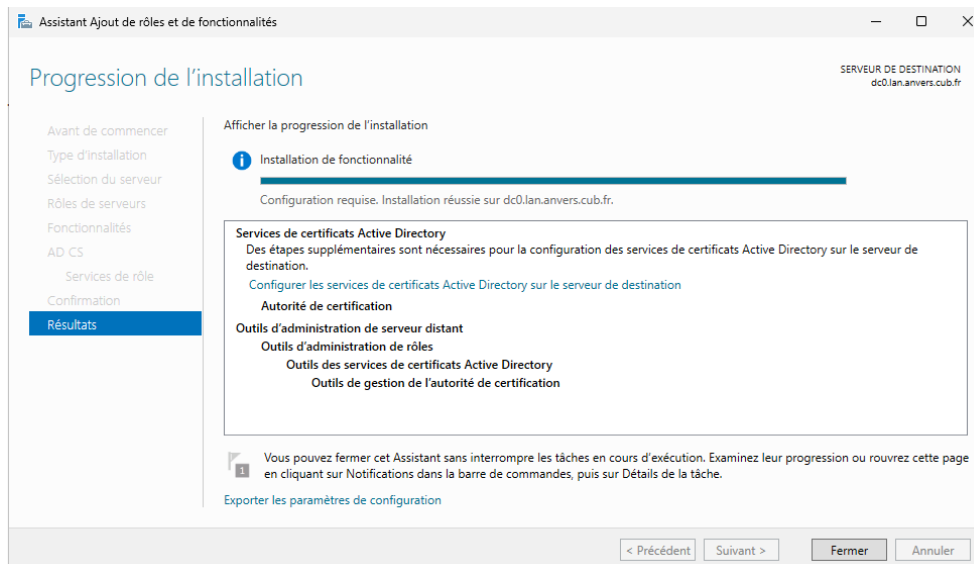 Assistant Ajout de rôles et de fonctionnalités
Progression de l'installation
SERVEUR DE DESTINATION
dc0.lan.anvers.cub.fr
Avant de commencer
Type d'installation
Sélection du serveur
Rôles de serveurs
Fonctionnalités
AD CS
Services de rôle
Confirmation
Résultats
Afficher la progression de l'installation
Installation de fonctionnalité
Configuration requise. Installation réussie sur dc0.lan.anvers.cub.fr.
Services de certificats Active Directory
Des étapes supplémentaires sont nécessaires pour la configuration des services de certificats Active Directory sur le serveur de
destination.
Configurer les services de certificats Active Directory sur le serveur de destination
Autorité de certification
Outils d'administration de serveur distant
Outils d'administration de rôles
Outils des services de certificats Active Directory
Outils de gestion de l'autorité de certification
1
Vous pouvez fermer cet Assistant sans interrompre les tâches en cours d'exécution. Examinez leur progression ou rouvrez cette page
en cliquant sur Notifications dans la barre de commandes, puis sur Détails de la tâche.
Exporter les paramètres de configuration
< Précédent
Suivant >
Fermer
Annuler